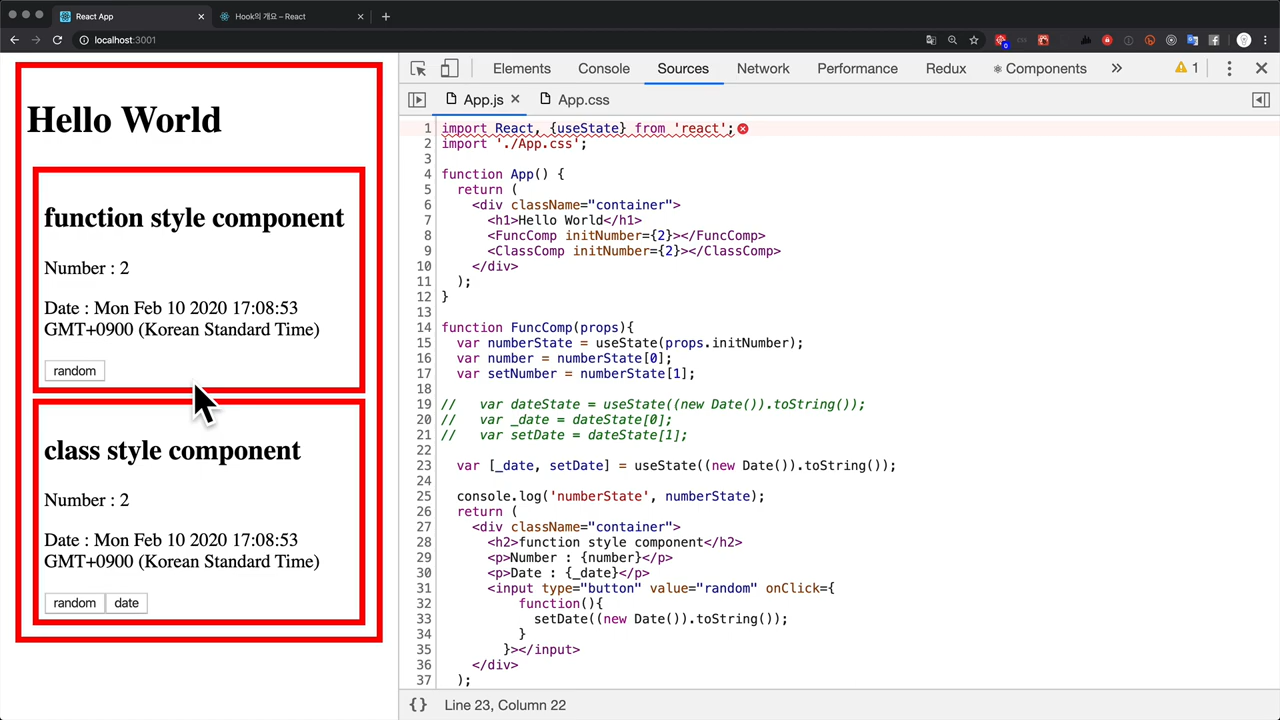 React App
Hook의 개요 – React
localhost:3001
Hello World
function style component
Number : 2
Date : Mon Feb 10 2020 17:08:53
GMT+0900 (Korean Standard Time)
random
class style component
Number : 2
Date : Mon Feb 10 2020 17:08:53
GMT+0900 (Korean Standard Time)
random date
Elements Console Sources Network Performance Redux Components » 1
App.js App.css
1 import React, {useState} from 'react';
2 import './App.css';
3
4 function App() {
5 return (
6 <div className="container">
7 <h1>Hello World</h1>
8 <FuncComp initNumber={2}></FuncComp>
9 <ClassComp initNumber={2}></ClassComp>
10 </div>
11 );
12 }
13
14 function FuncComp(props){
15 var numberState = useState(props.initNumber);
16 var number = numberState[0];
17 var setNumber = numberState[1];
18
19 // var dateState = useState((new Date()).toString());
20 // var _date = dateState[0];
21 // var setDate = dateState[1];
22
23 var [_date, setDate] = useState((new Date()).toString());
24
25 console.log('numberState', numberState);
26 return (
27 <div className="container">
28 <h2>function style component</h2>
29 <p>Number : {number}</p>
30 <p>Date : {_date}</p>
31 <input type="button" value="random" onClick={
32 function(){
33 setDate((new Date()).toString());
34 }
35 }></input>
36 </div>
37 );
{} Line 23, Column 22